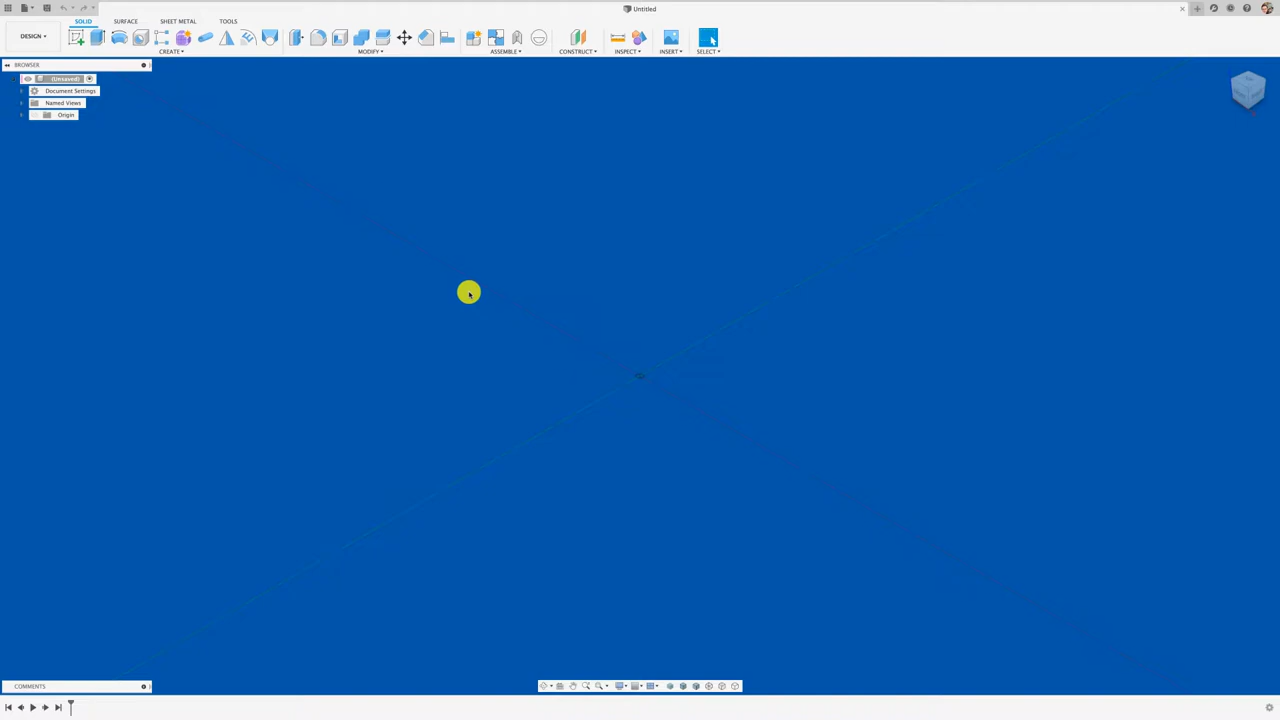 Untitled
SOLID SURFACE SHEET METAL TOOLS
DESIGN
CREATE MODIFY ASSEMBLE CONSTRUCT INSPECT INSERT SELECT
BROWSER
(Unsaved)
Document Settings
Named Views
Origin
COMMENTS